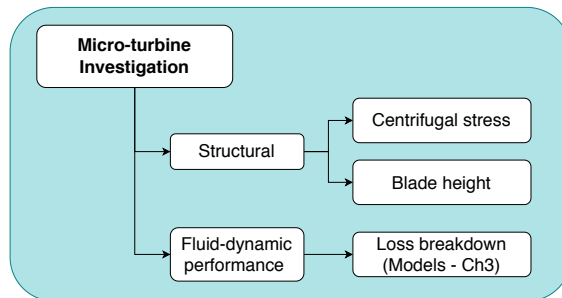 Micro-turbine
Investigation
Structural
Centrifugal stress
Blade height
Fluid-dynamic
performance
Loss breakdown
(Models - Ch3)